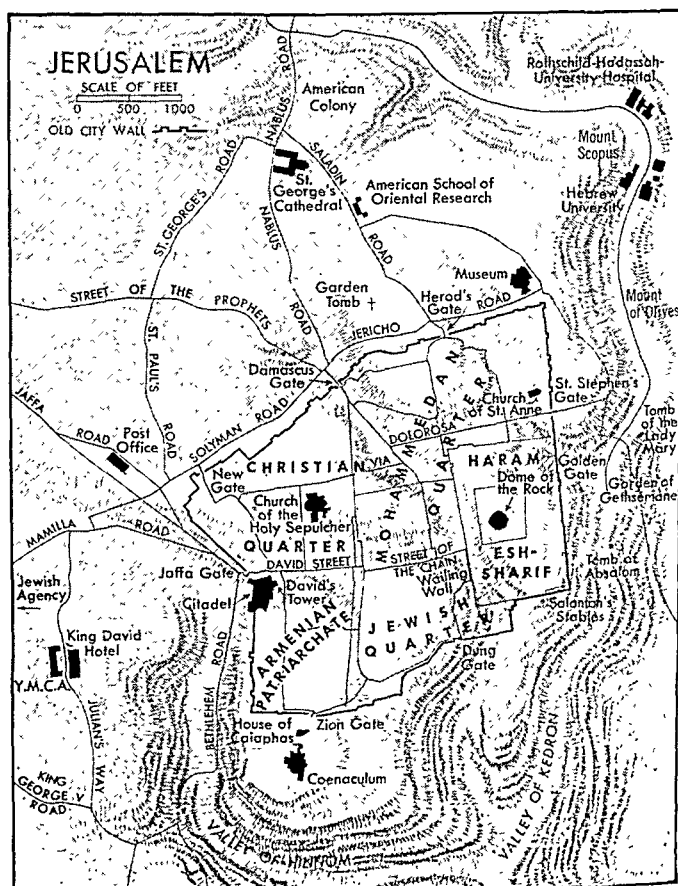 JERUSALEM
SCALE OF FEET
0 500 1000
OLD CITY WALL
NABLUS ROAD
American
Colony
Rothschild-Hadassah-
University Hospital
Mount
Scopus
Hebrew
University
ST. GEORGE'S ROAD
St.
George's
Cathedral
SALADIN ROAD
American School of
Oriental Research
NABLUS ROAD
Museum
STREET OF THE PROPHETS
Garden
Tomb
Herod's
Gate
JERICHO ROAD
Mount
of Olives
ST. PAUL'S ROAD
Damascus
Gate
SOLYMAN ROAD
JAFFA ROAD
Post
Office
MOHAMMEDAN
QUARTER
Church
of St. Anne
St. Stephen's
Gate
VIA DOLOROSA
Tomb
of the
Lady
Mary
New
Gate
CHRISTIAN
QUARTER
Church
of the
Holy Sepulcher
HARAM
ESH-
SHARIF
Dome of
the Rock
Golden
Gate
Garden of
Gethsemane
MAMILLA ROAD
DAVID STREET
STREET OF
THE CHAIN
Wailing
Wall
Tomb of
Absalom
Jaffa Gate
Citadel
David's
Tower
Jewish
Agency
King David
Hotel
Y.M.C.A.
ARMENIAN
PATRIARCHATE
JEWISH
QUARTER
Solomon's
Stables
Dung
Gate
BETHLEHEM ROAD
JULIAN'S WAY
House of
Caiaphas
Zion Gate
Coenaculum
KING
GEORGE V
ROAD
VALLEY OF HINNOM
VALLEY OF KEDRON